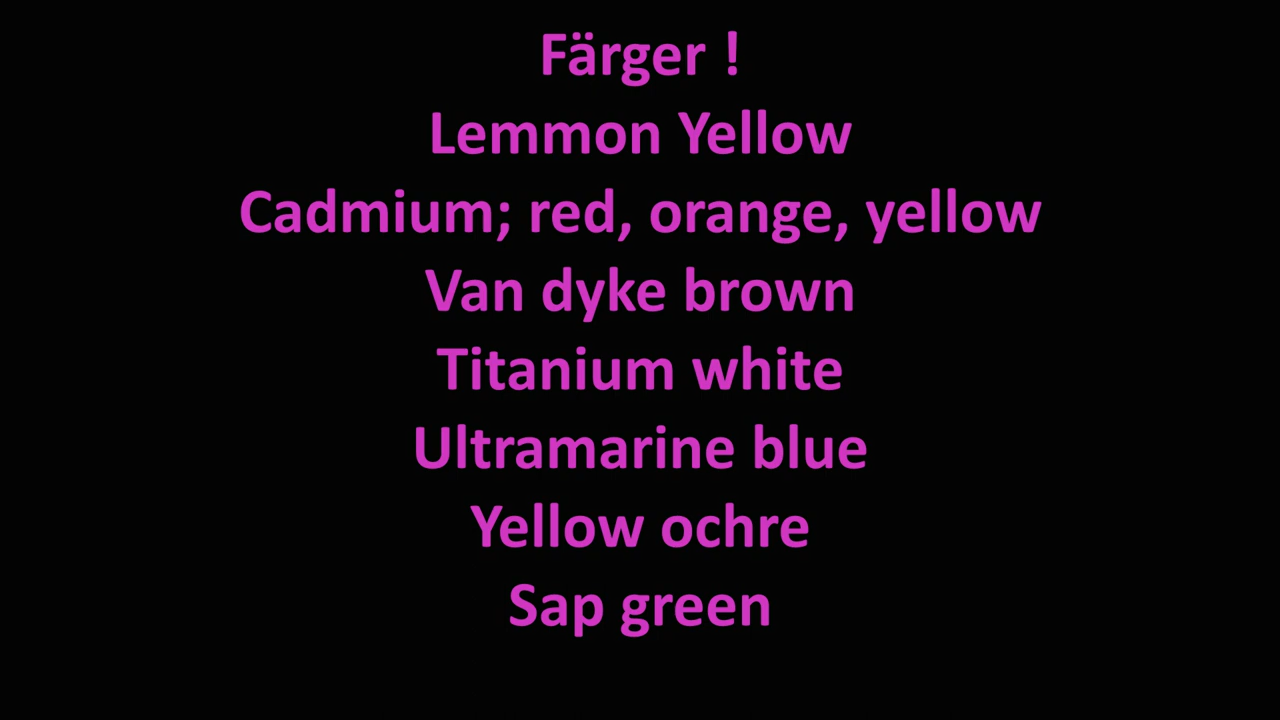 Färger !
Lemmon Yellow
Cadmium; red, orange, yellow
Van dyke brown
Titanium white
Ultramarine blue
Yellow ochre
Sap green